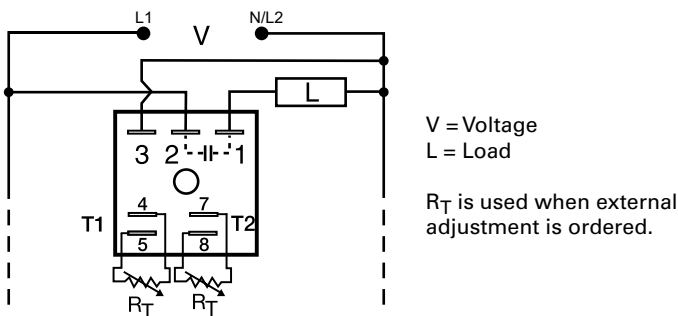 L1 V N/L2
L
3 2 1
4 7
T1 T2
5 8
RT RT
V = Voltage
L = Load
RT is used when external
adjustment is ordered.